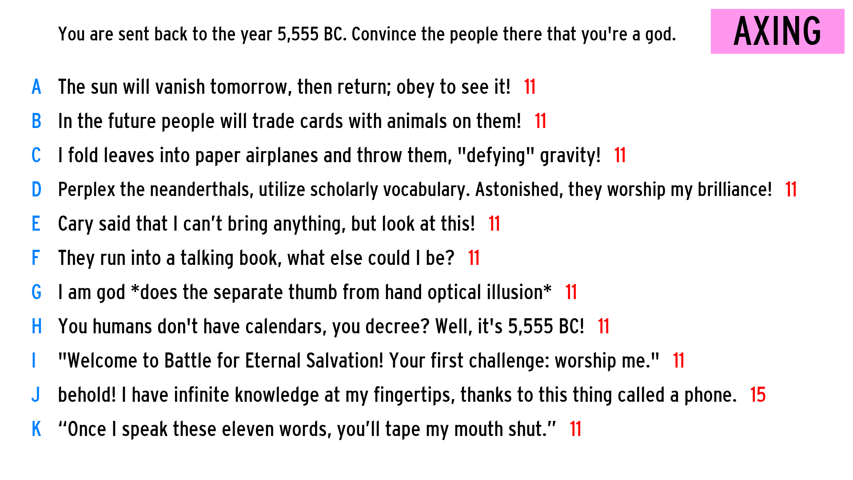 You are sent back to the year 5,555 BC. Convince the people there that you're a god.
AXING
A The sun will vanish tomorrow, then return; obey to see it! 11
B In the future people will trade cards with animals on them! 11
C I fold leaves into paper airplanes and throw them, "defying" gravity! 11
D Perplex the neanderthals, utilize scholarly vocabulary. Astonished, they worship my brilliance! 11
E Cary said that I can’t bring anything, but look at this! 11
F They run into a talking book, what else could I be? 11
G I am god *does the separate thumb from hand optical illusion* 11
H You humans don't have calendars, you decree? Well, it's 5,555 BC! 11
I "Welcome to Battle for Eternal Salvation! Your first challenge: worship me." 11
J behold! I have infinite knowledge at my fingertips, thanks to this thing called a phone. 15
K “Once I speak these eleven words, you’ll tape my mouth shut.” 11